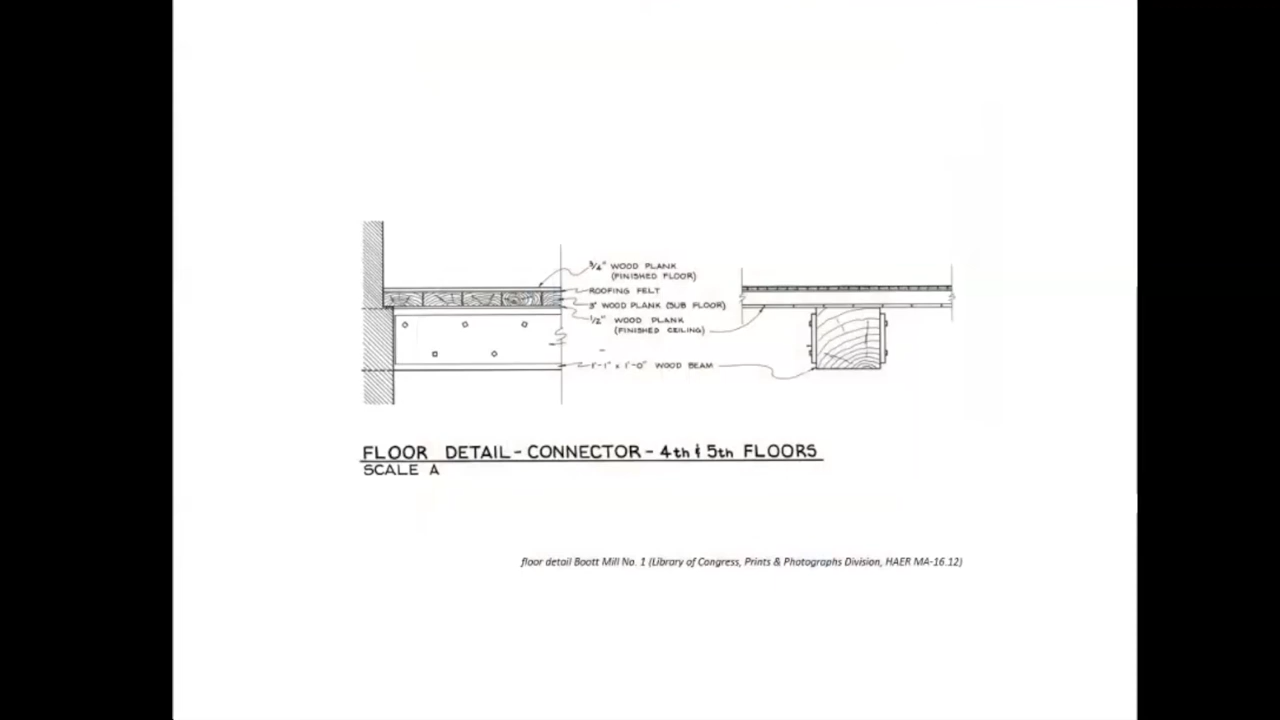 3/4" WOOD PLANK
(FINISHED FLOOR)
ROOFING FELT
3" WOOD PLANK (SUB FLOOR)
1/2" WOOD PLANK
(FINISHED CEILING)
1'-1" x 1'-0" WOOD BEAM
FLOOR DETAIL - CONNECTOR - 4th & 5th FLOORS
SCALE A
floor detail Boott Mill No. 1 (Library of Congress, Prints & Photographs Division, HAER MA-16.12)